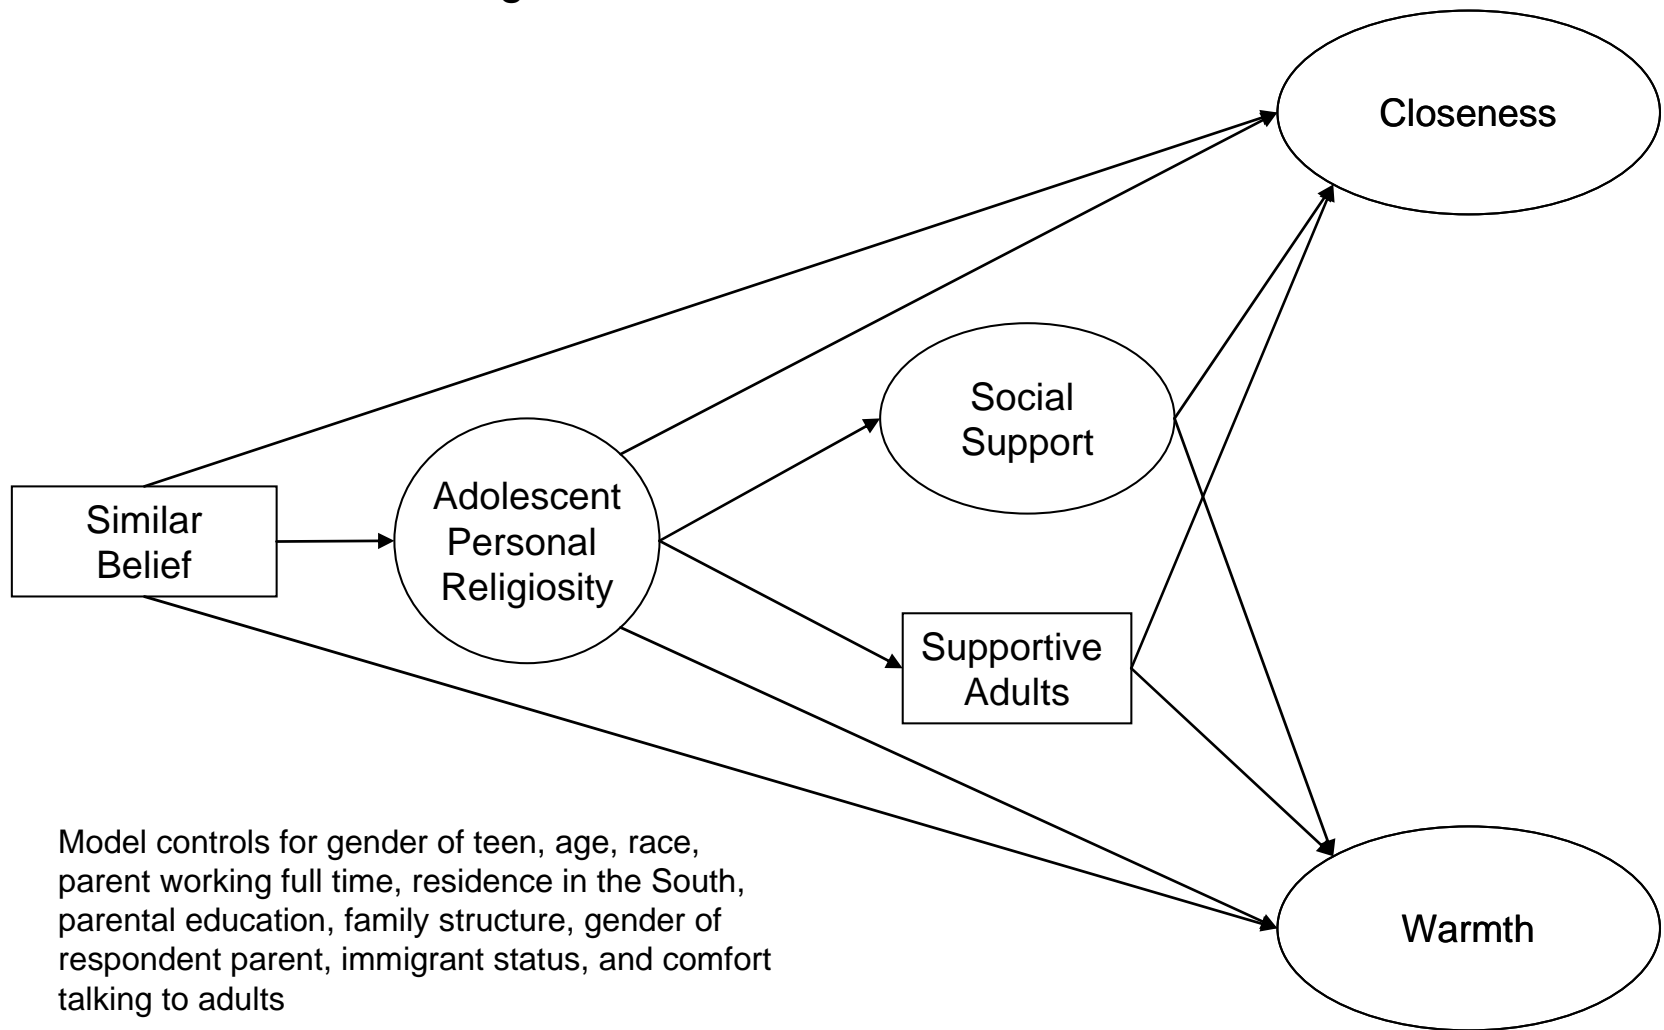 Closeness
Social
Support
Similar
Belief
Adolescent
Personal
Religiosity
Supportive
Adults
Warmth
Model controls for gender of teen, age, race,
parent working full time, residence in the South,
parental education, family structure, gender of
respondent parent, immigrant status, and comfort
talking to adults